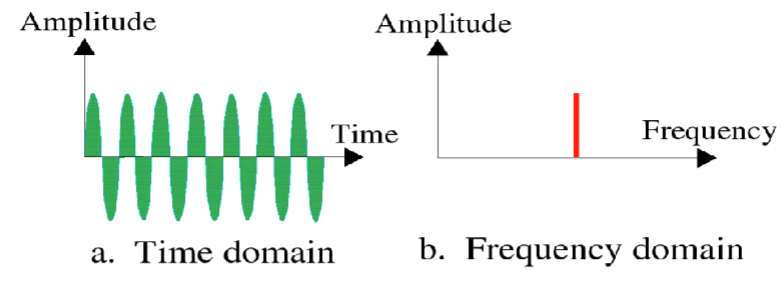 Amplitude
Time
a. Time domain
Amplitude
Frequency
b. Frequency domain